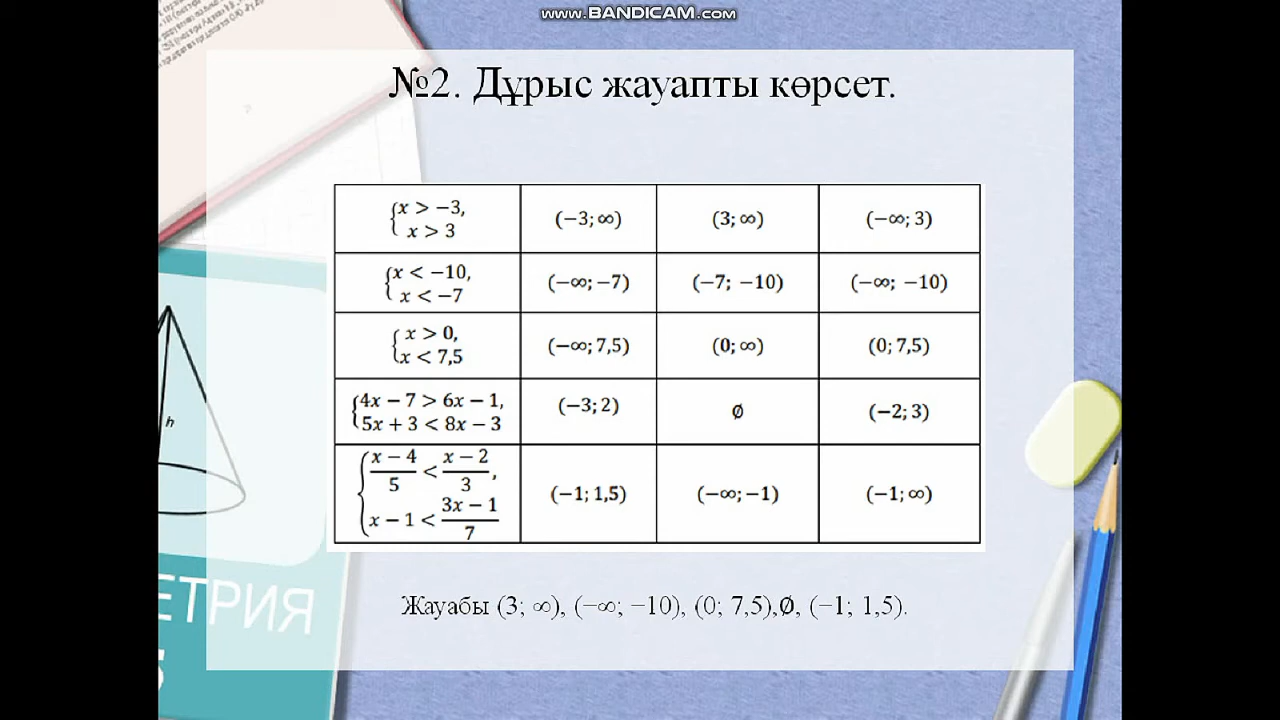 www.BANDICAM.com
№2. Дұрыс жауапты көрсет.
{x > −3, x > 3 (−3; ∞) (3; ∞) (−∞; 3)
{x < −10, x < −7 (−∞; −7) (−7; −10) (−∞; −10)
{x > 0, x < 7,5 (−∞; 7,5) (0; ∞) (0; 7,5)
{4x − 7 > 6x − 1, 5x + 3 < 8x − 3 (−3; 2) ∅ (−2; 3)
{(x − 4)/5 < (x − 2)/3, x − 1 < (3x − 1)/7 (−1; 1,5) (−∞; −1) (−1; ∞)
Жауабы (3; ∞), (−∞; −10), (0; 7,5),∅, (−1; 1,5).
h
ЕТРИЯ